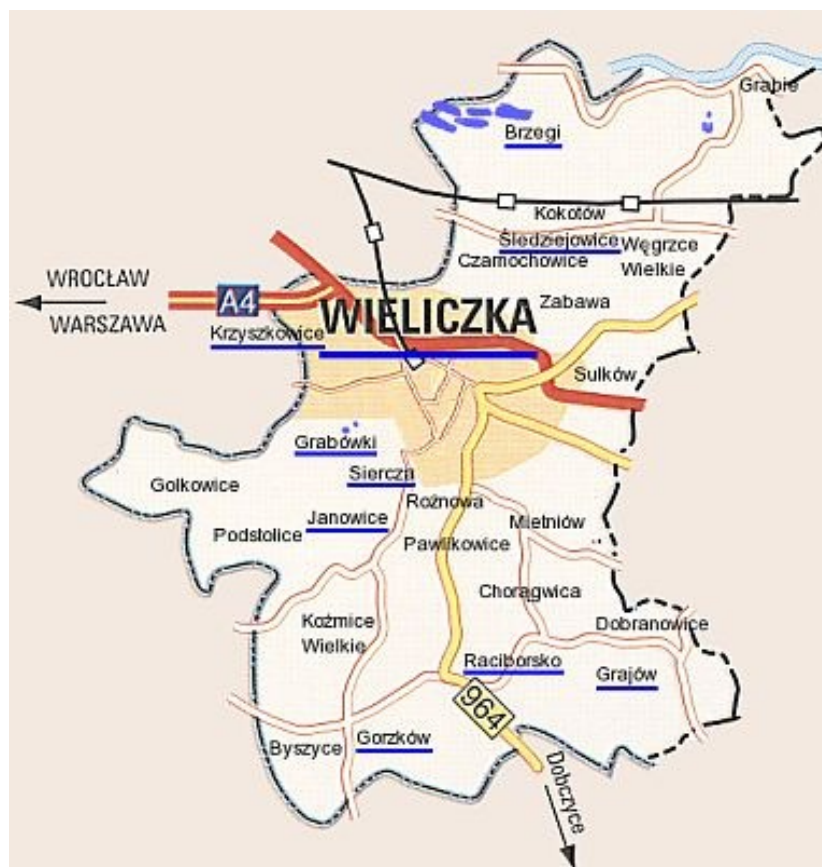 Grabie
Brzegi
Kokotów
Śledziejowice
Węgrzce
Wielkie
Czarnochowice
WROCŁAW
A4
WARSZAWA
Zabawa
WIELICZKA
Krzyszkowice
Sulków
Grabówki
Siercza
Golkowice
Rożnowa
Janowice
Mietniów
Podstolice
Pawlikowice
Chorągwica
Koźmice
Wielkie
Dobranowice
Raciborsko
Grajów
964
Byszyce
Gorzków
Dobczyce